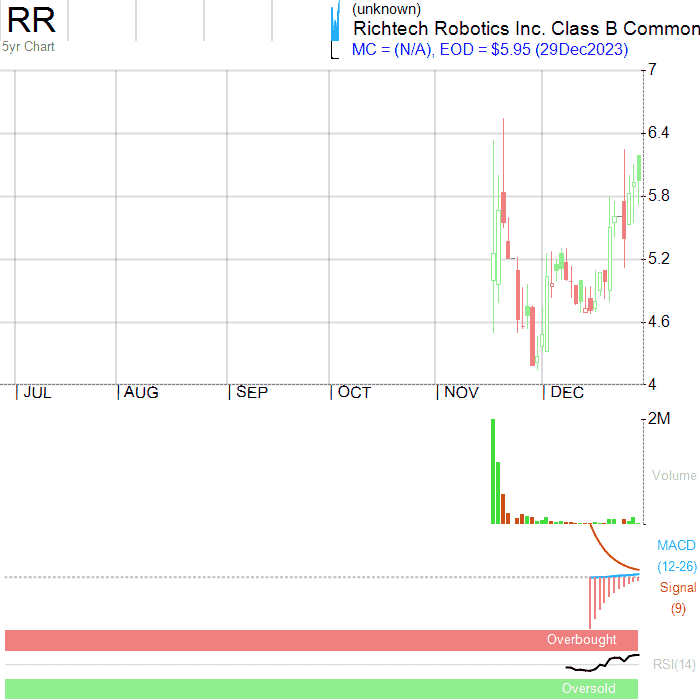 RR
5yr Chart
(unknown)
Richtech Robotics Inc. Class B Common
MC = (N/A), EOD = $5.95 (29Dec2023)
7
6.4
5.8
5.2
4.6
4
JUL AUG SEP OCT NOV DEC
2M
Volume
MACD
(12-26)
Signal
(9)
Overbought
RSI(14)
Oversold